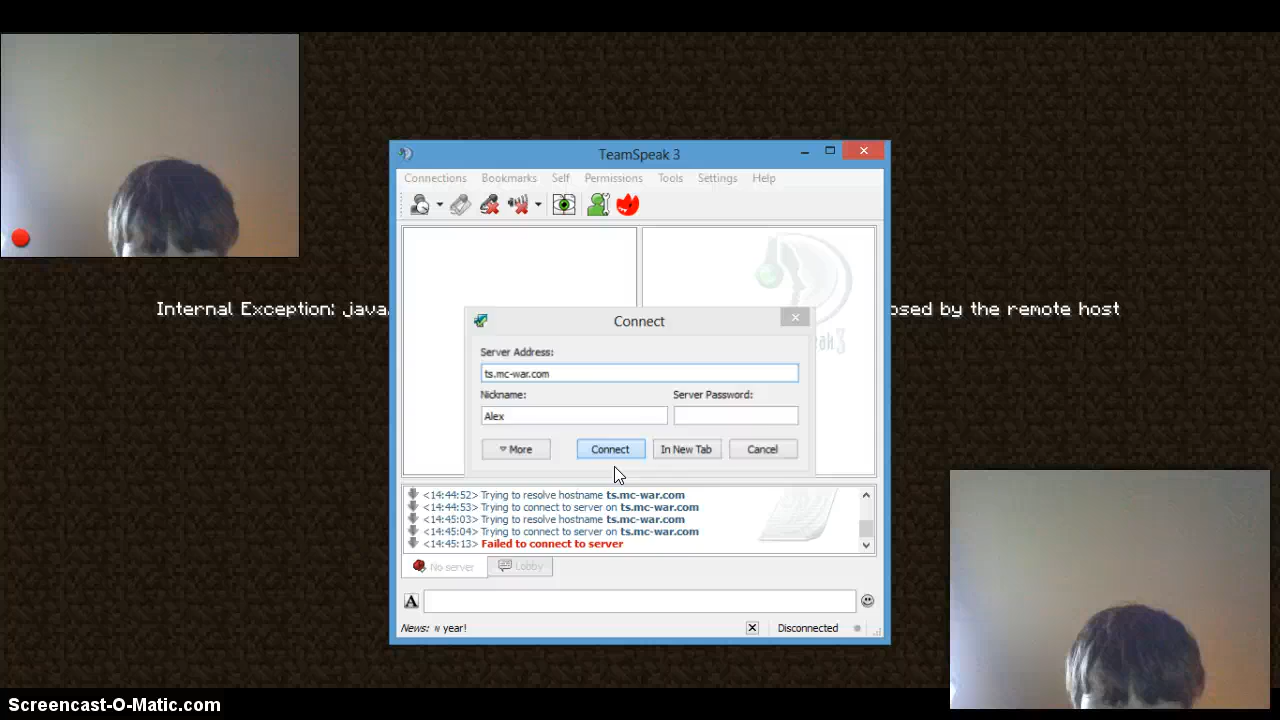 TeamSpeak 3
Connections Bookmarks Self Permissions Tools Settings Help
Internal Exception: java.
osed by the remote host
Connect
Server Address:
ts.mc-war.com
Nickname: Server Password:
Alex
More Connect In New Tab Cancel
<14:44:52> Trying to resolve hostname ts.mc-war.com
<14:44:53> Trying to connect to server on ts.mc-war.com
<14:45:03> Trying to resolve hostname ts.mc-war.com
<14:45:04> Trying to connect to server on ts.mc-war.com
<14:45:13> Failed to connect to server
No server Lobby
News: year! Disconnected
Screencast-O-Matic.com